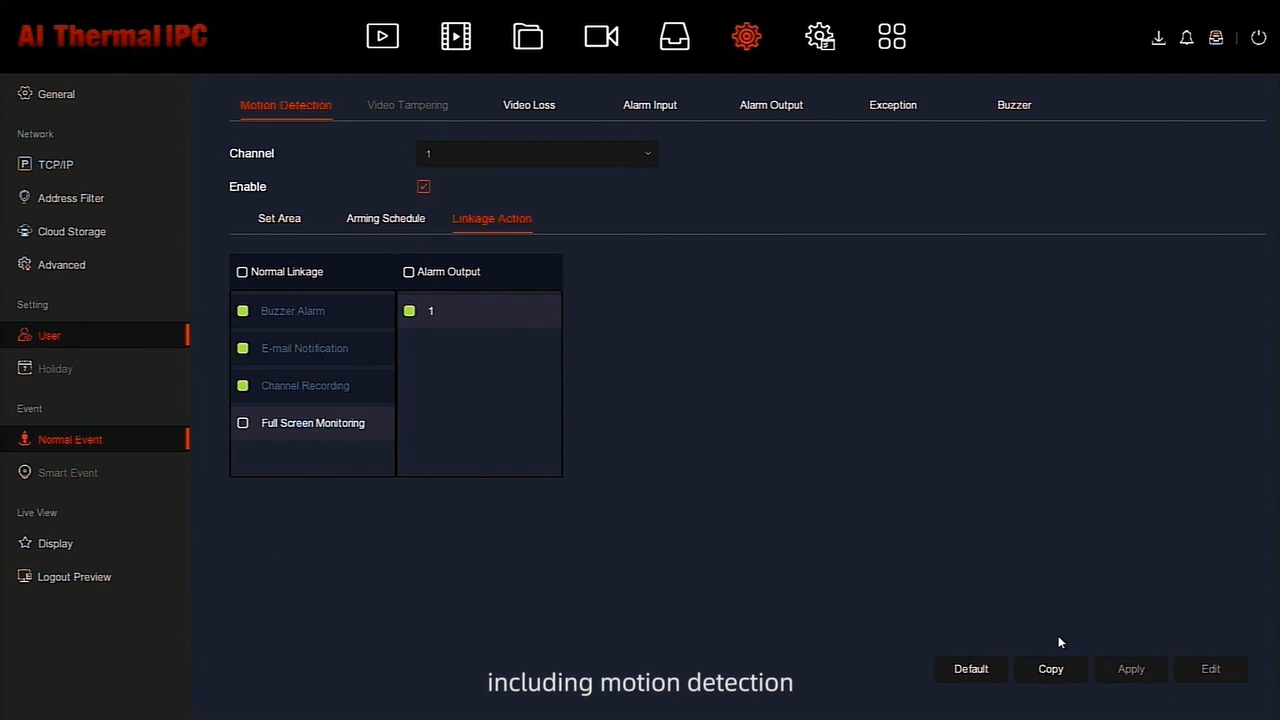 AI Thermal IPC
General
Network
TCP/IP
Address Filter
Cloud Storage
Advanced
Setting
User
Holiday
Event
Normal Event
Smart Event
Live View
Display
Logout Preview
Motion Detection Video Tampering Video Loss Alarm Input Alarm Output Exception Buzzer
Channel 1
Enable
Set Area Arming Schedule Linkage Action
Normal Linkage Alarm Output
Buzzer Alarm 1
E-mail Notification
Channel Recording
Full Screen Monitoring
Default Copy Apply Edit
including motion detection